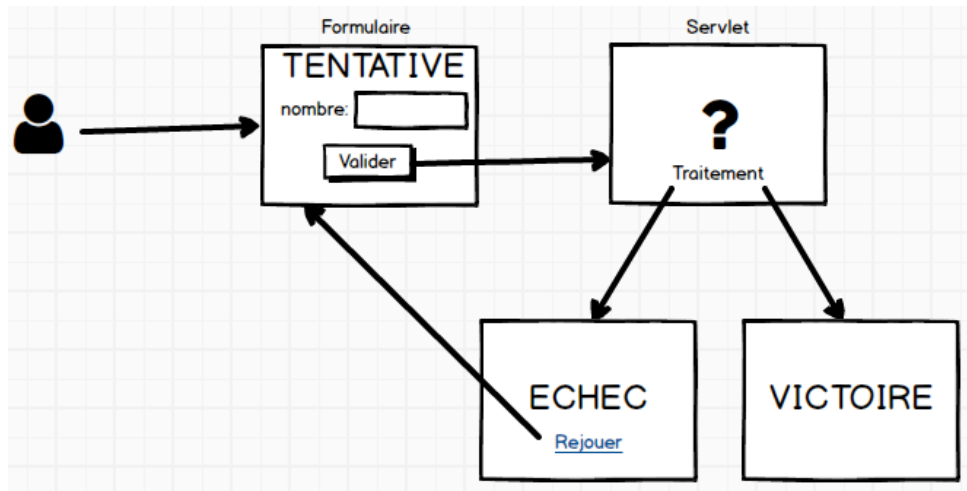 Formulaire
TENTATIVE
nombre:
Valider
Servlet
?
Traitement
ECHEC
Rejouer
VICTOIRE